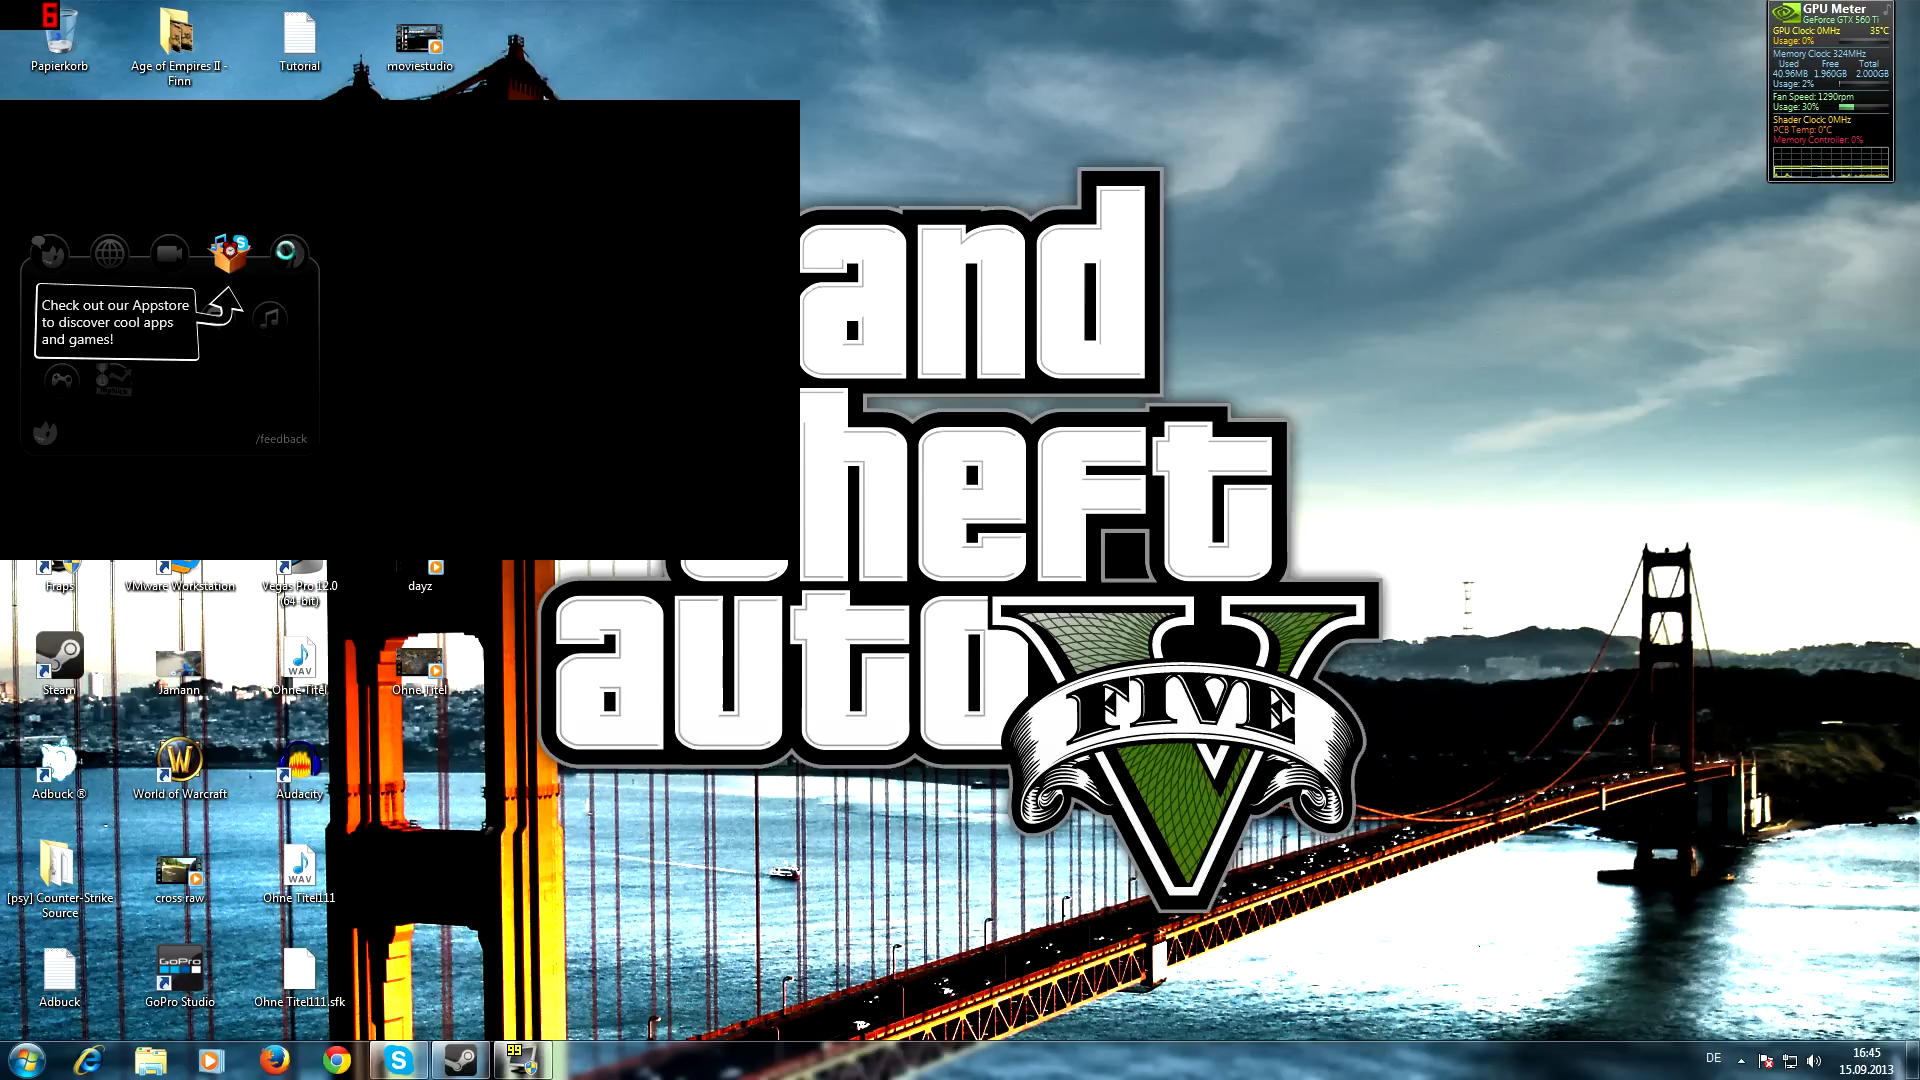 6
Papierkorb
Age of Empires II -
Finn
Tutorial
moviestudio
GPU Meter
GeForce GTX 560 Ti
GPU Clock: 0MHz 35°C
Usage: 0%
Memory Clock: 324MHz
Used Free Total
40.96MB 1.960GB 2.000GB
Usage: 2%
Fan Speed: 1290rpm
Usage: 30%
Shader Clock: 0MHz
PCB Temp: 0°C
Memory Controller: 0%
Check out our Appstore
to discover cool apps
and games!
/feedback
and
theft
auto
V
FIVE
Fraps
VMware Workstation
Vegas Pro 12.0
(64-bit)
dayz
Steam
Jamann
WAV
Ohne Titel
Ohne Titel
Adbuck ®
World of Warcraft
Audacity
[psy] Counter-Strike
Source
cross raw
WAV
Ohne Titel111
Adbuck
GoPro
GoPro Studio
Ohne Titel111.sfk
99
DE
16:45
15.09.2013